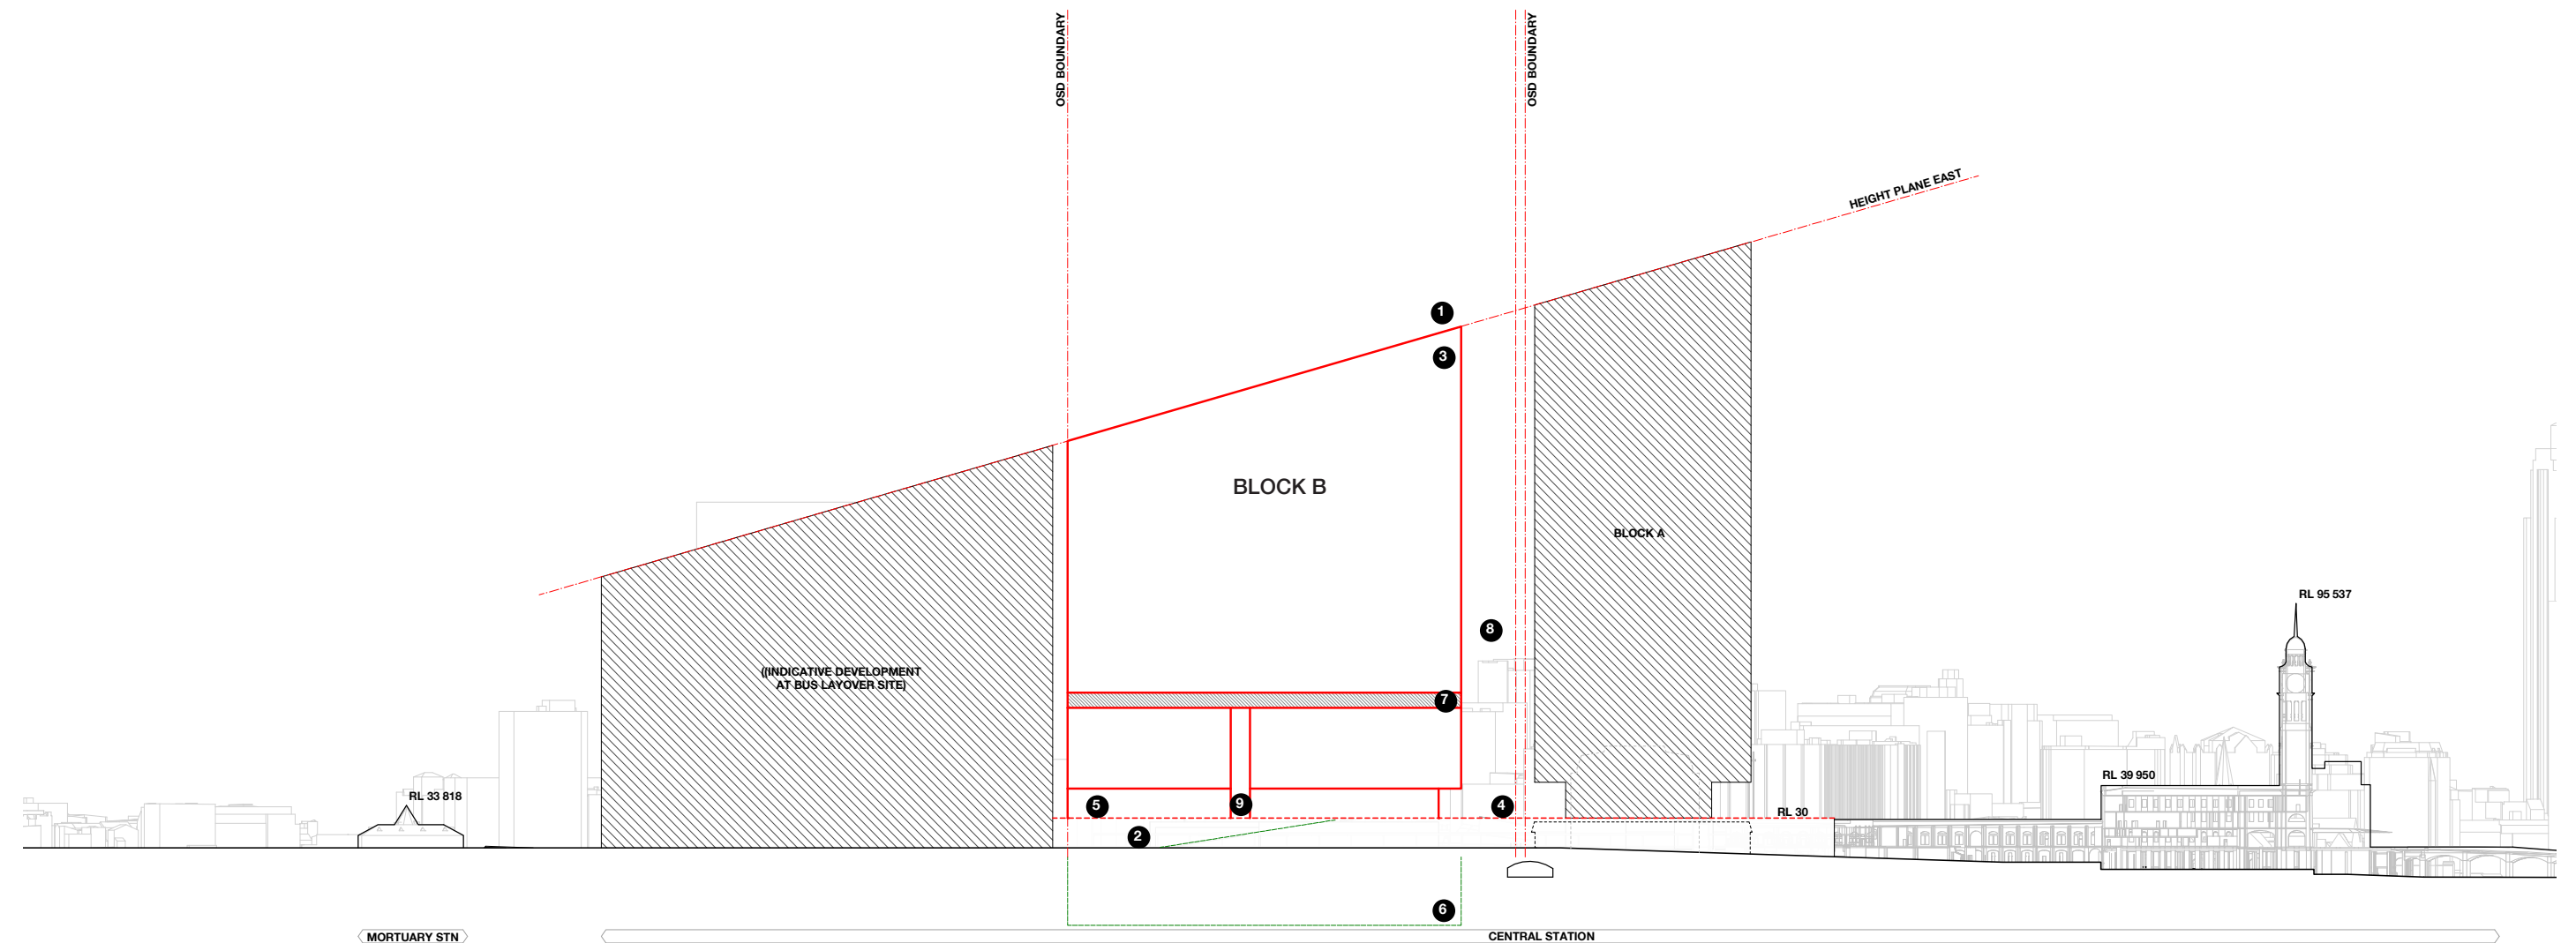 OSD BOUNDARY
OSD BOUNDARY
HEIGHT PLANE EAST
1
3
BLOCK B
BLOCK A
RL 95 537
8
((INDICATIVE DEVELOPMENT
AT BUS LAYOVER SITE)
7
RL 39 950
RL 33 818
5
9
4
RL 30
2
6
MORTUARY STN
CENTRAL STATION